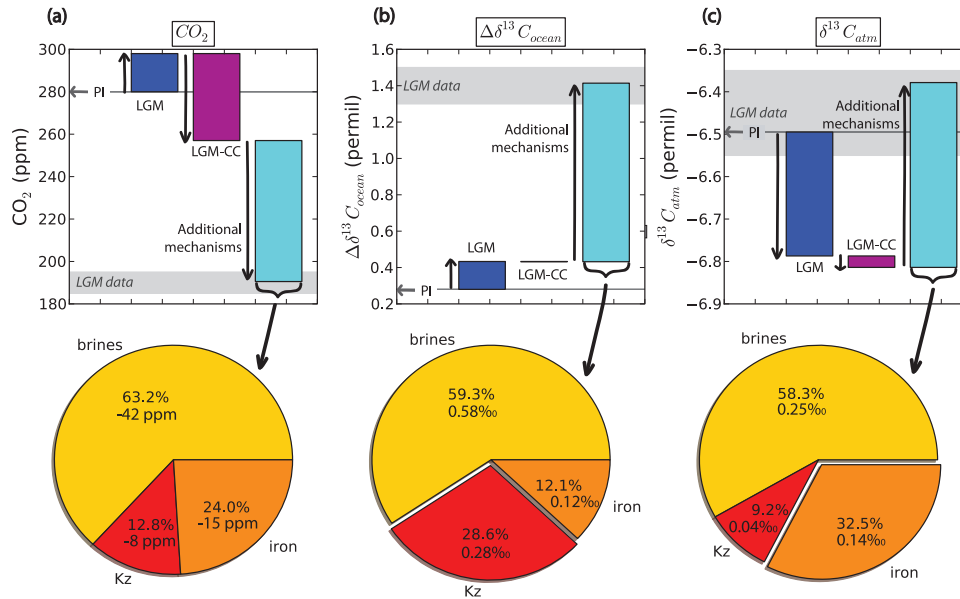 (a)
CO₂
300
280
260
240
220
200
180
CO₂ (ppm)
PI
LGM
LGM-CC
Additional
mechanisms
LGM data
(b)
Δδ¹³C_ocean
1.6
1.4
1.2
1.0
0.8
0.6
0.4
0.2
Δδ¹³C_ocean (permil)
LGM data
Additional
mechanisms
LGM
LGM-CC
PI
(c)
δ¹³C_atm
−6.3
−6.4
−6.5
−6.6
−6.7
−6.8
−6.9
δ¹³C_atm (permil)
LGM data
PI
Additional
mechanisms
LGM-CC
LGM
brines
63.2%
-42 ppm
12.8%
-8 ppm
24.0%
-15 ppm
Kz
iron
brines
59.3%
0.58‰
12.1%
0.12‰
28.6%
0.28‰
iron
Kz
brines
58.3%
0.25‰
9.2%
0.04‰
32.5%
0.14‰
Kz
iron